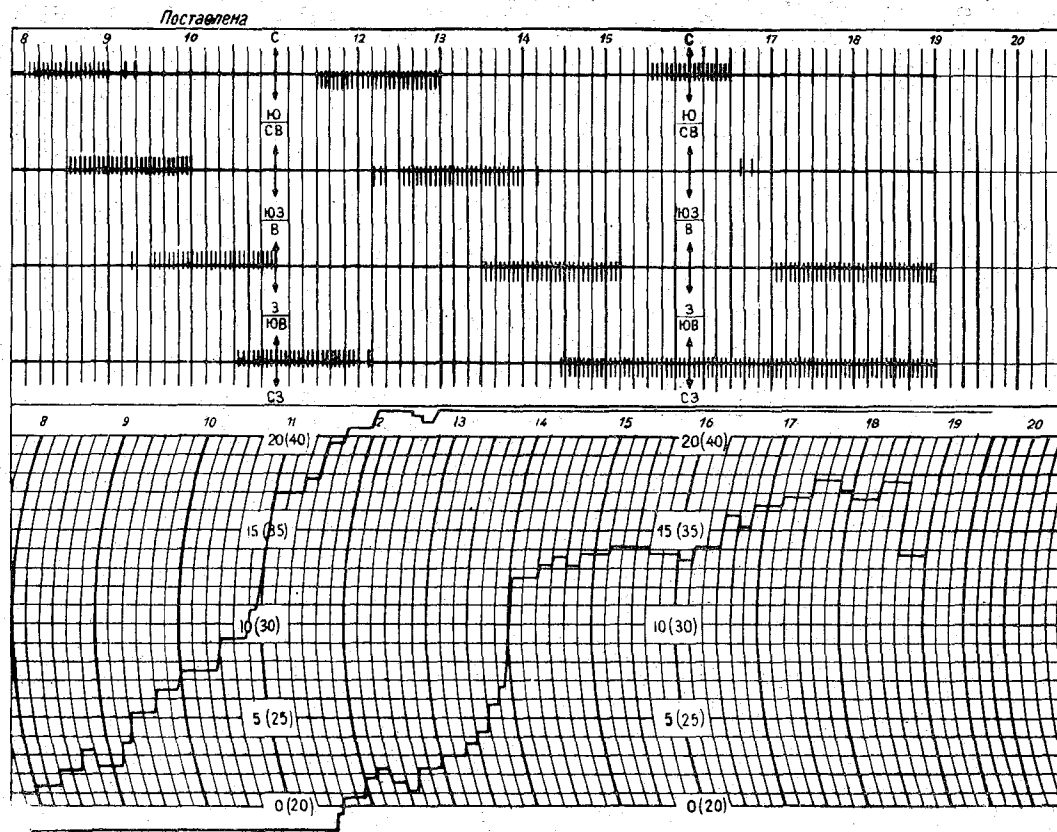 Поставлена
8 9 10 С 12 13 14 15 С 17 18 19 20
Ю Ю
СВ СВ
ЮЗ ЮЗ
В В
З З
ЮВ ЮВ
СЗ СЗ
8 9 10 11 12 13 14 15 16 17 18 19 20
20(40) 20(40)
15(35) 15(35)
10(30) 10(30)
5(25) 5(25)
0(20) 0(20)